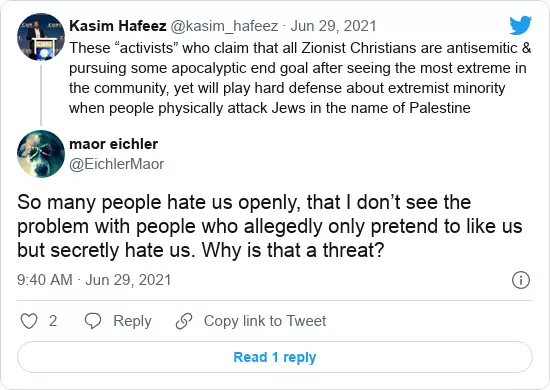 Kasim Hafeez @kasim_hafeez · Jun 29, 2021
These “activists” who claim that all Zionist Christians are antisemitic &
pursuing some apocalyptic end goal after seeing the most extreme in
the community, yet will play hard defense about extremist minority
when people physically attack Jews in the name of Palestine
maor eichler
@EichlerMaor
So many people hate us openly, that I don’t see the
problem with people who allegedly only pretend to like us
but secretly hate us. Why is that a threat?
9:40 AM · Jun 29, 2021
2 Reply Copy link to Tweet
Read 1 reply